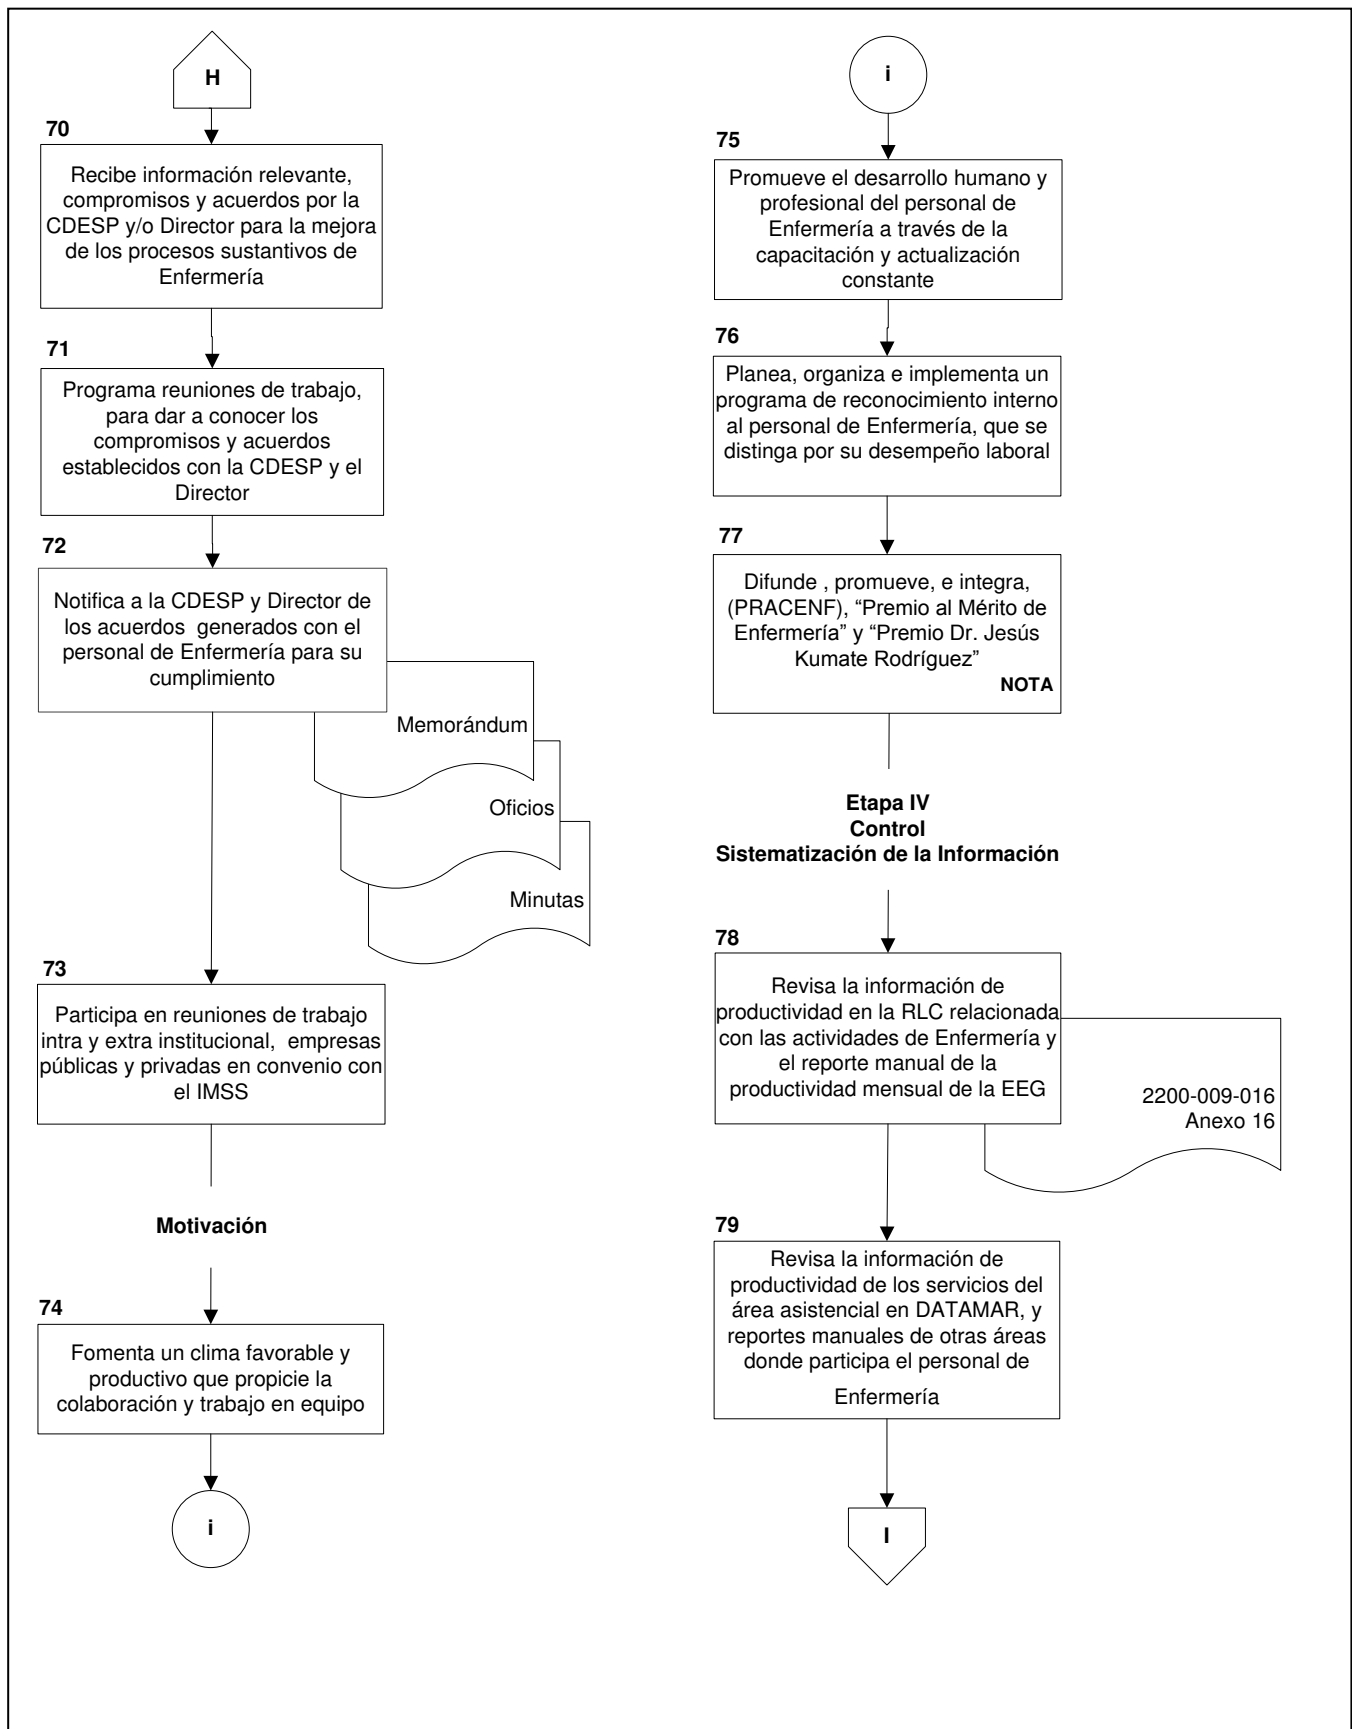 H
70
Recibe información relevante,
compromisos y acuerdos por la
CDESP y/o Director para la mejora
de los procesos sustantivos de
Enfermería
71
Programa reuniones de trabajo,
para dar a conocer los
compromisos y acuerdos
establecidos con la CDESP y el
Director
72
Notifica a la CDESP y Director de
los acuerdos generados con el
personal de Enfermería para su
cumplimiento
Memorándum
Oficios
Minutas
73
Participa en reuniones de trabajo
intra y extra institucional, empresas
públicas y privadas en convenio con
el IMSS
Motivación
74
Fomenta un clima favorable y
productivo que propicie la
colaboración y trabajo en equipo
i
i
75
Promueve el desarrollo humano y
profesional del personal de
Enfermería a través de la
capacitación y actualización
constante
76
Planea, organiza e implementa un
programa de reconocimiento interno
al personal de Enfermería, que se
distinga por su desempeño laboral
77
Difunde , promueve, e integra,
(PRACENF), “Premio al Mérito de
Enfermería” y “Premio Dr. Jesús
Kumate Rodríguez”
NOTA
Etapa IV
Control
Sistematización de la Información
78
Revisa la información de
productividad en la RLC relacionada
con las actividades de Enfermería y
el reporte manual de la
productividad mensual de la EEG
2200-009-016
Anexo 16
79
Revisa la información de
productividad de los servicios del
área asistencial en DATAMAR, y
reportes manuales de otras áreas
donde participa el personal de
Enfermería
I